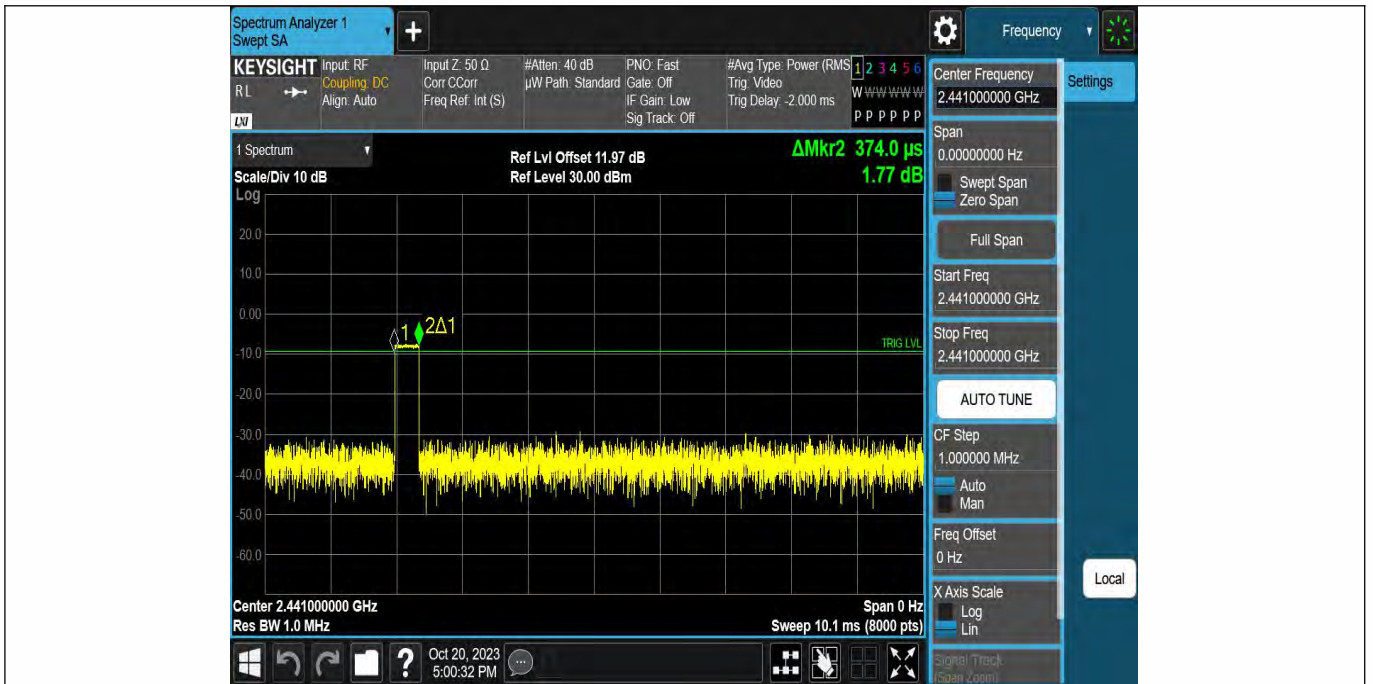 Spectrum Analyzer 1
Swept SA
+
Frequency
KEYSIGHT
RL
LXI
Input: RF
Coupling: DC
Align: Auto
Input Z: 50 Ω
Corr CCorr
Freq Ref: Int (S)
#Atten: 40 dB
µW Path: Standard
PNO: Fast
Gate: Off
IF Gain: Low
Sig Track: Off
#Avg Type: Power (RMS
Trig: Video
Trig Delay: -2.000 ms
1 2 3 4 5 6
W W W W W W
P P P P P P
Center Frequency
2.441000000 GHz
Settings
Span
0.00000000 Hz
Swept Span
Zero Span
Full Span
Start Freq
2.441000000 GHz
Stop Freq
2.441000000 GHz
AUTO TUNE
CF Step
1.000000 MHz
Auto
Man
Freq Offset
0 Hz
X Axis Scale
Log
Lin
Signal Track
(Span Zoom)
Local
1 Spectrum
Scale/Div 10 dB
Ref Lvl Offset 11.97 dB
Ref Level 30.00 dBm
ΔMkr2 374.0 µs
1.77 dB
Log
20.0
10.0
0.00
-10.0
-20.0
-30.0
-40.0
-50.0
-60.0
1
2Δ1
TRIG LVL
Center 2.441000000 GHz
Res BW 1.0 MHz
Span 0 Hz
Sweep 10.1 ms (8000 pts)
?
Oct 20, 2023
5:00:32 PM